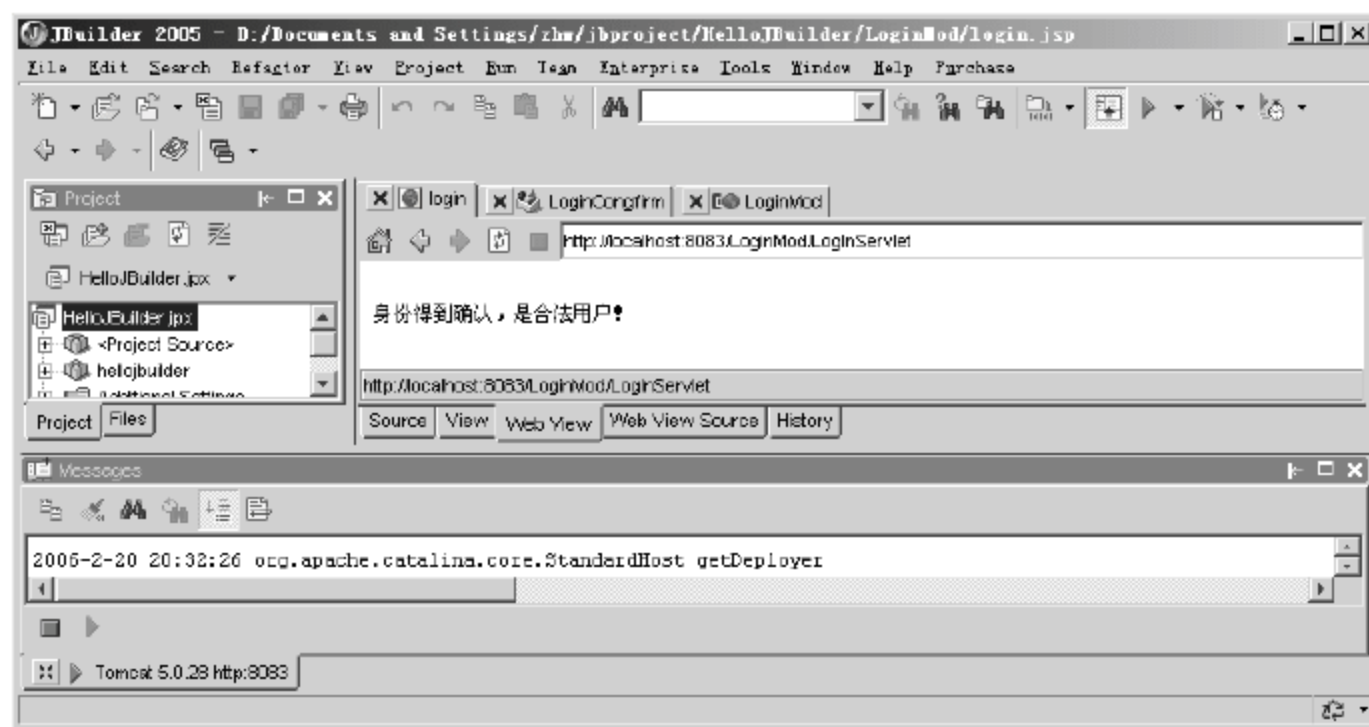 JBuilder 2005 - D:/Documents and Settings/zhw/jbproject/HelloJBuilder/LoginMod/login.jsp
File Edit Search Refactor View Project Run Team Enterprise Tools Window Help Purchase
Project
login LoginCongfirm LoginMod
http://localhost:8083/LoginMod/LoginServlet
HelloJBuilder.jpx
HelloJBuilder.jpx
<Project Source>
hellojbuilder
Additional Settings
身份得到确认,是合法用户!
http://localhost:8083/LoginMod/LoginServlet
Project Files
Source View Web View Web View Source History
Messages
2006-2-20 20:32:26 org.apache.catalina.core.StandardHost getDeployer
Tomcat 5.0.28 http:8083